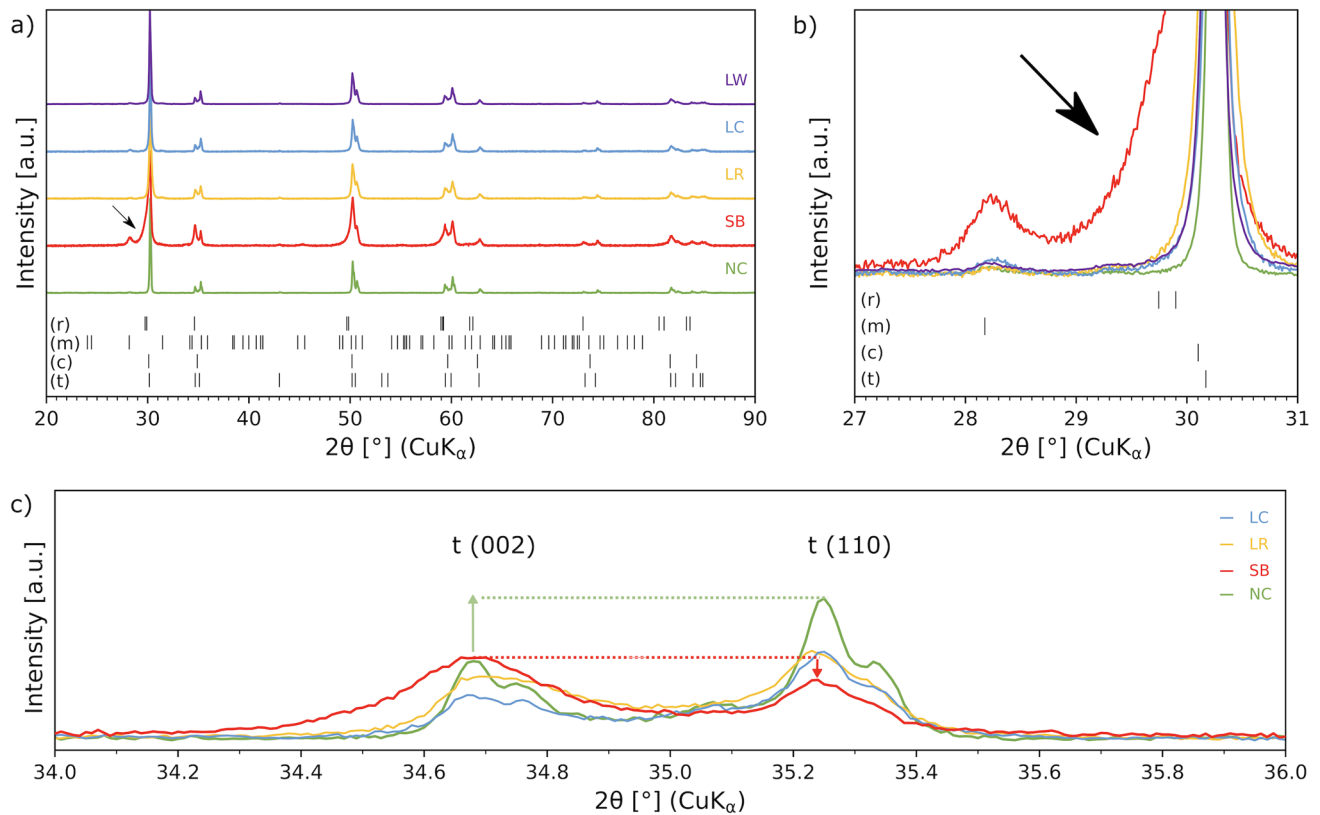 a)
Intensity [a.u.]
LW
LC
LR
SB
NC
(r)
(m)
(c)
(t)
20 30 40 50 60 70 80 90
2θ [°] (CuKα)
b)
Intensity [a.u.]
(r)
(m)
(c)
(t)
27 28 29 30 31
2θ [°] (CuKα)
c)
Intensity [a.u.]
t (002) t (110)
LC
LR
SB
NC
34.0 34.2 34.4 34.6 34.8 35.0 35.2 35.4 35.6 35.8 36.0
2θ [°] (CuKα)